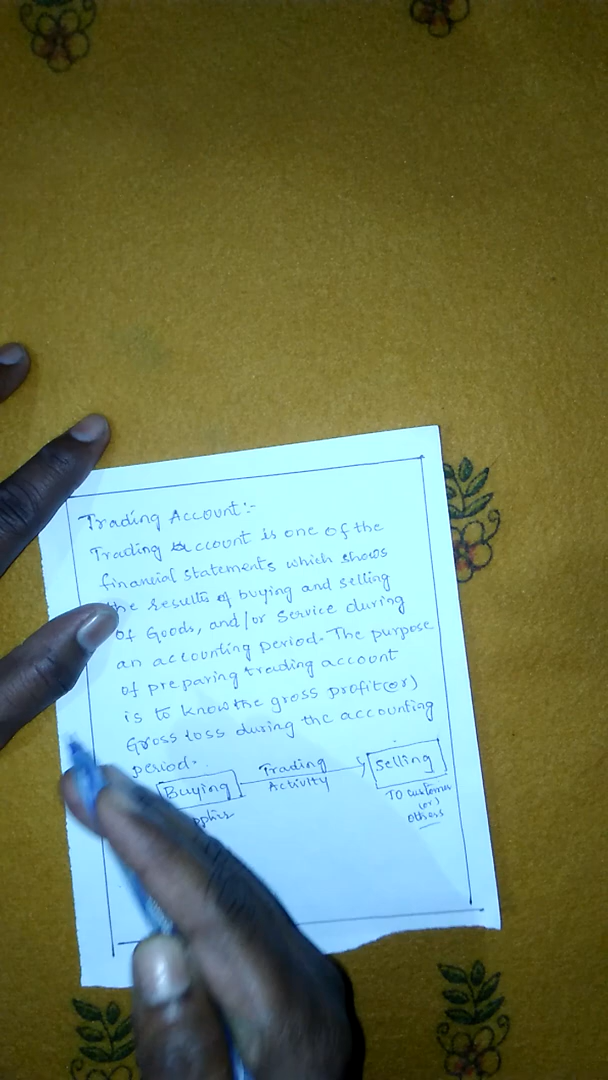 Trading Account:-
Trading Account is one of the
financial statements which shows
the results of buying and selling
of Goods, and/or Service during
an accounting period. The purpose
of preparing trading account
is to know the gross profit (or)
Gross loss during the accounting
period.
Buying Trading Activity Selling
To customer
(or)
others